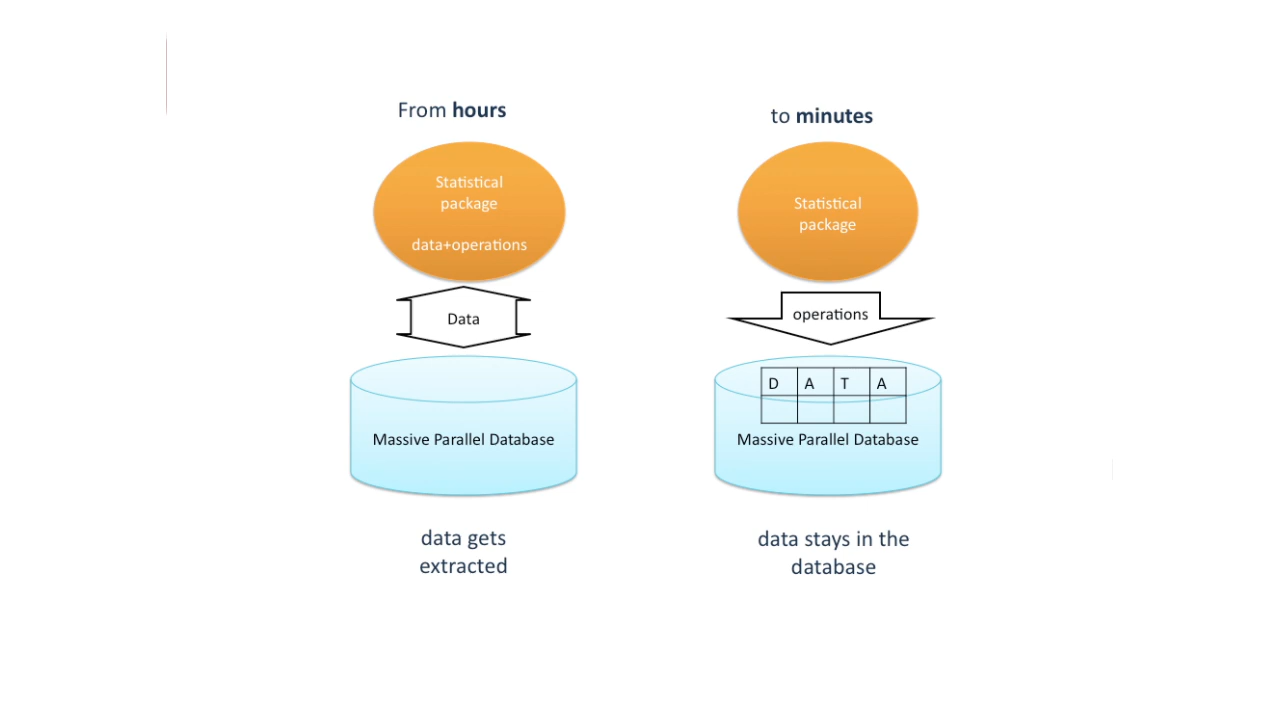 From hours
Statistical
package
data+operations
Data
Massive Parallel Database
data gets
extracted
to minutes
Statistical
package
operations
D A T A
Massive Parallel Database
data stays in the
database